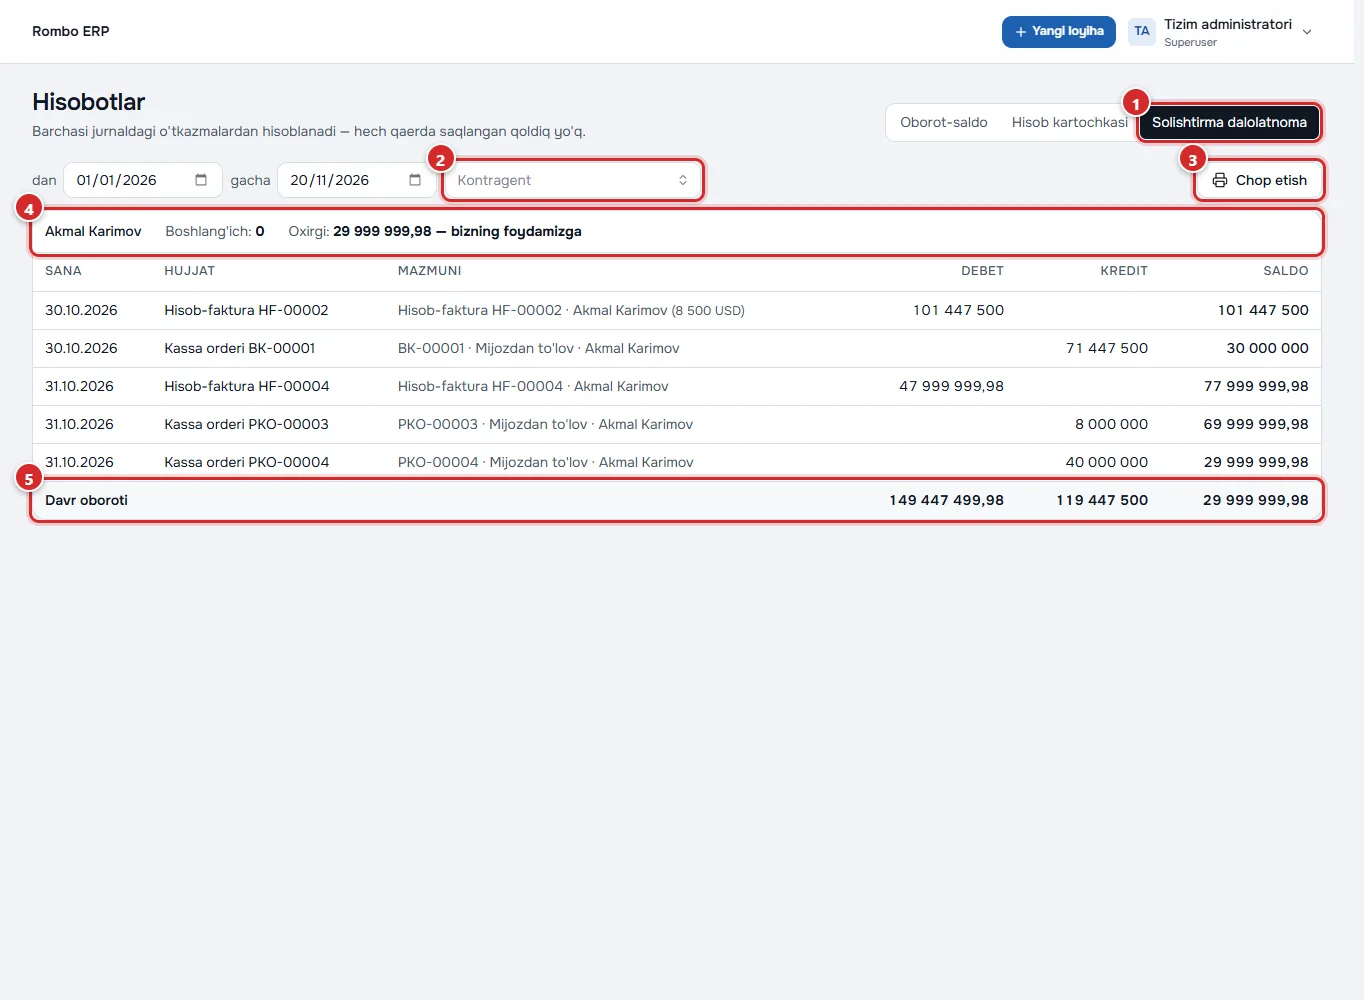 Rombo ERP
+ Yangi loyiha
TA
Tizim administratori
Superuser
Hisobotlar
Barchasi jurnaldagi o'tkazmalardan hisoblanadi — hech qaerda saqlangan qoldiq yo'q.
Oborot-saldo Hisob kartochkasi 1 Solishtirma dalolatnoma
dan 01/01/2026 gacha 20/11/2026 2 Kontragent 3 Chop etish
4
Akmal Karimov Boshlang'ich: 0 Oxirgi: 29 999 999,98 — bizning foydamizga
SANA HUJJAT MAZMUNI DEBET KREDIT SALDO
30.10.2026 Hisob-faktura HF-00002 Hisob-faktura HF-00002 · Akmal Karimov (8 500 USD) 101 447 500 101 447 500
30.10.2026 Kassa orderi BK-00001 BK-00001 · Mijozdan to'lov · Akmal Karimov 71 447 500 30 000 000
31.10.2026 Hisob-faktura HF-00004 Hisob-faktura HF-00004 · Akmal Karimov 47 999 999,98 77 999 999,98
31.10.2026 Kassa orderi PKO-00003 PKO-00003 · Mijozdan to'lov · Akmal Karimov 8 000 000 69 999 999,98
31.10.2026 Kassa orderi PKO-00004 PKO-00004 · Mijozdan to'lov · Akmal Karimov 40 000 000 29 999 999,98
5
Davr oboroti 149 447 499,98 119 447 500 29 999 999,98